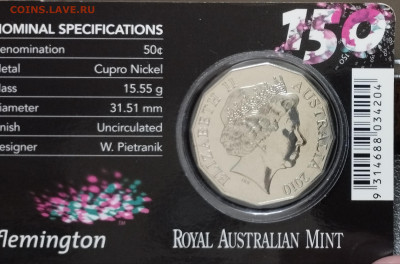 COINS.LAVE.RU
NOMINAL SPECIFICATIONS
Denomination 50¢
Metal Cupro Nickel
Mass 15.55 g
Diameter 31.51 mm
Finish Uncirculated
Designer W. Pietranik
150
ELIZABETH II AUSTRALIA 2010
9 314688 034204
flemington
ROYAL AUSTRALIAN MINT